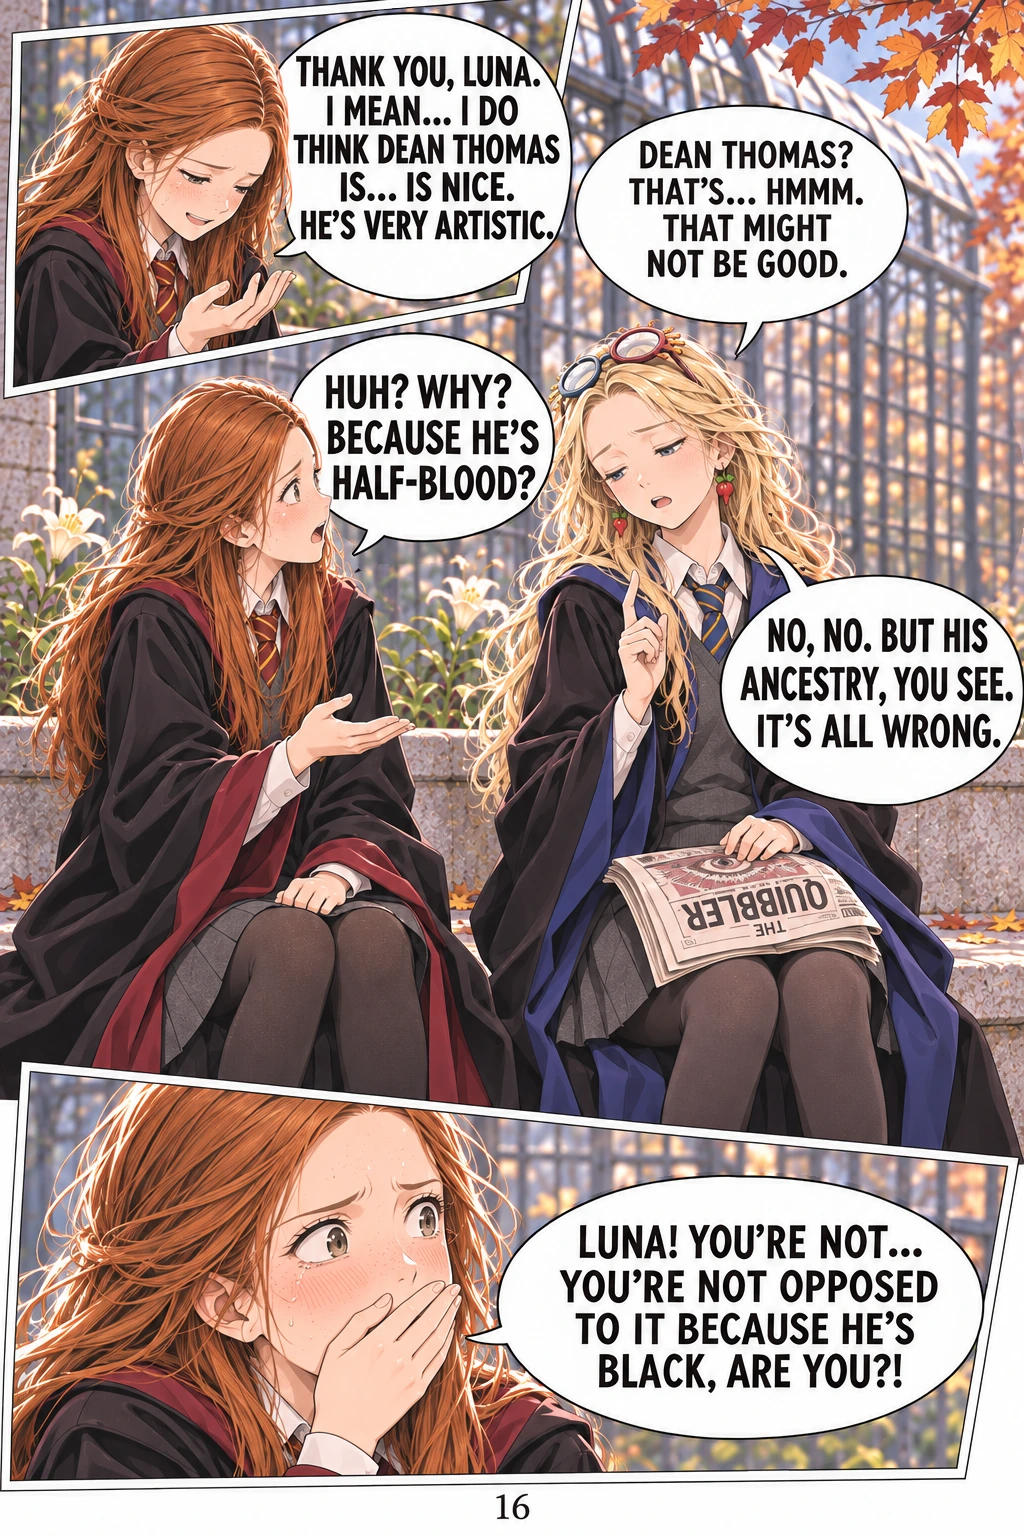 THANK YOU, LUNA.
I MEAN... I DO
THINK DEAN THOMAS
IS... IS NICE.
HE'S VERY ARTISTIC.
DEAN THOMAS?
THAT'S... HMMM.
THAT MIGHT
NOT BE GOOD.
HUH? WHY?
BECAUSE HE'S
HALF-BLOOD?
NO, NO. BUT HIS
ANCESTRY, YOU SEE.
IT'S ALL WRONG.
THE
QUIBBLER
LUNA! YOU'RE NOT...
YOU'RE NOT OPPOSED
TO IT BECAUSE HE'S
BLACK, ARE YOU?!
16